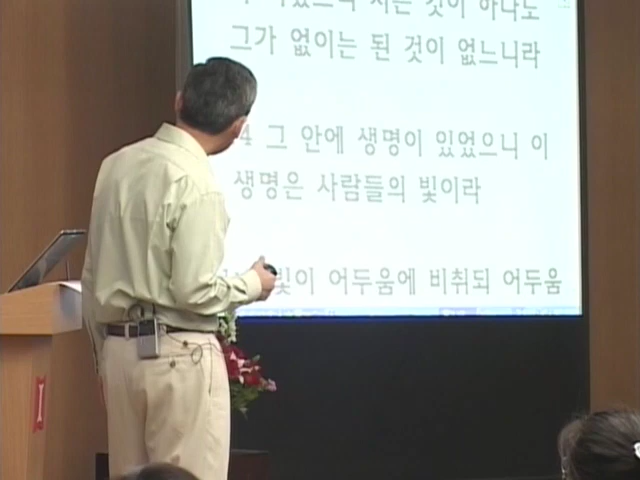 지은 것이 하나도
그가 없이는 된 것이 없느니라
4 그 안에 생명이 있었으니 이
생명은 사람들의 빛이라
빛이 어두움에 비취되 어두움